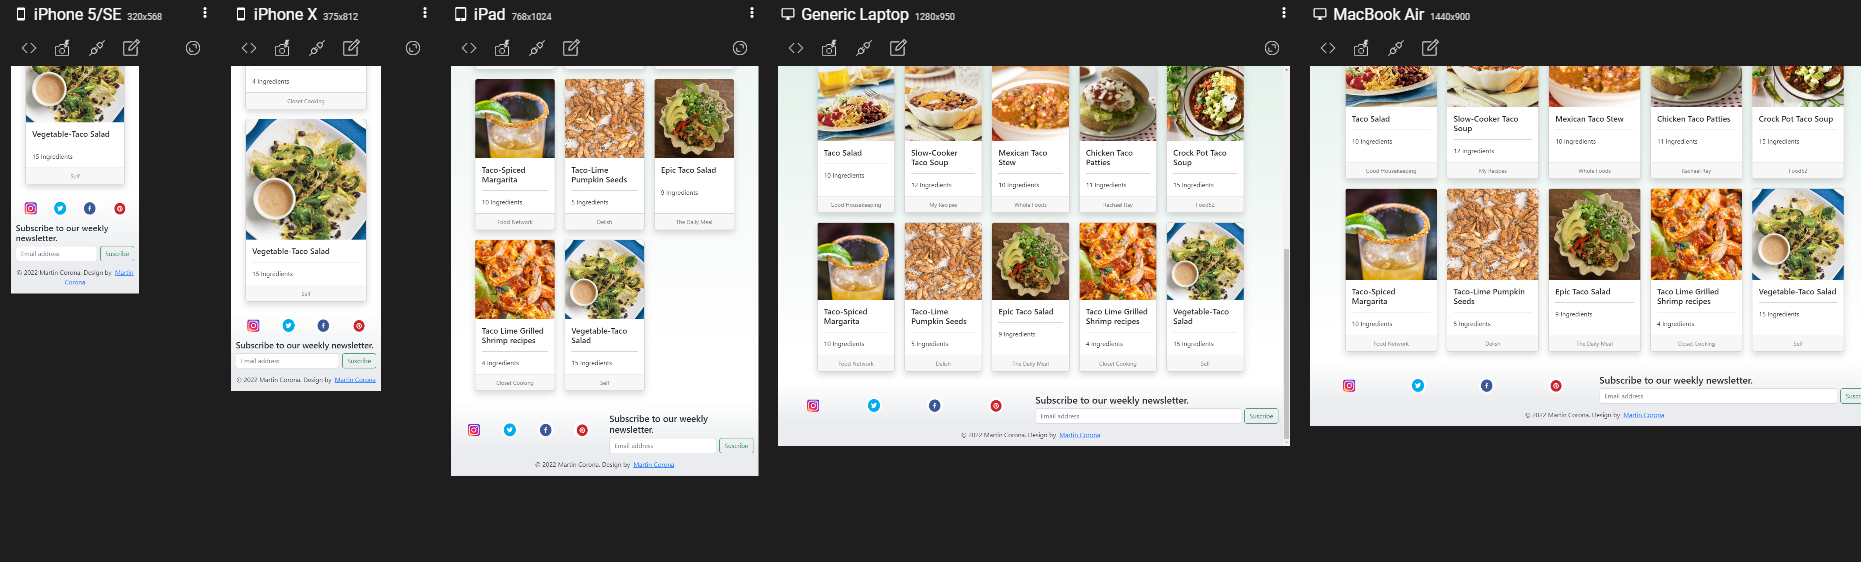 iPhone 5/SE 320x568
Vegetable-Taco Salad
15 Ingredients
Self
Subscribe to our weekly
newsletter.
Email address
Suscribe
© 2022 Martin Corona. Design by Martin
Corona
iPhone X 375x812
4 Ingredients
Closet Cooking
Vegetable-Taco Salad
15 Ingredients
Self
Subscribe to our weekly newsletter.
Email address
Suscribe
© 2022 Martin Corona. Design by Martin Corona
iPad 768x1024
Taco-Spiced
Margarita
10 Ingredients
Food Network
Taco-Lime
Pumpkin Seeds
5 Ingredients
Delish
Epic Taco Salad
9 Ingredients
The Daily Meal
Taco Lime Grilled
Shrimp recipes
4 Ingredients
Closet Cooking
Vegetable-Taco
Salad
15 Ingredients
Self
Subscribe to our weekly
newsletter.
Email address
Suscribe
© 2022 Martin Corona. Design by Martin Corona
Generic Laptop 1280x950
Taco Salad
10 Ingredients
Good Housekeeping
Slow-Cooker
Taco Soup
12 Ingredients
My Recipes
Mexican Taco
Stew
10 Ingredients
Whole Foods
Chicken Taco
Patties
11 Ingredients
Rachael Ray
Crock Pot Taco
Soup
15 Ingredients
Food52
Taco-Spiced
Margarita
10 Ingredients
Food Network
Taco-Lime
Pumpkin Seeds
5 Ingredients
Delish
Epic Taco Salad
9 Ingredients
The Daily Meal
Taco Lime Grilled
Shrimp recipes
4 Ingredients
Closet Cooking
Vegetable-Taco
Salad
15 Ingredients
Self
Subscribe to our weekly newsletter.
Email address
Suscribe
© 2022 Martin Corona. Design by Martin Corona
MacBook Air 1440x900
Taco Salad
10 Ingredients
Good Housekeeping
Slow-Cooker Taco
Soup
12 Ingredients
My Recipes
Mexican Taco Stew
10 Ingredients
Whole Foods
Chicken Taco Patties
11 Ingredients
Rachael Ray
Crock Pot Taco Soup
15 Ingredients
Food52
Taco-Spiced
Margarita
10 Ingredients
Food Network
Taco-Lime Pumpkin
Seeds
5 Ingredients
Delish
Epic Taco Salad
9 Ingredients
The Daily Meal
Taco Lime Grilled
Shrimp recipes
4 Ingredients
Closet Cooking
Vegetable-Taco Salad
15 Ingredients
Self
Subscribe to our weekly newsletter.
Email address
Suscr
© 2022 Martin Corona. Design by Martin Corona